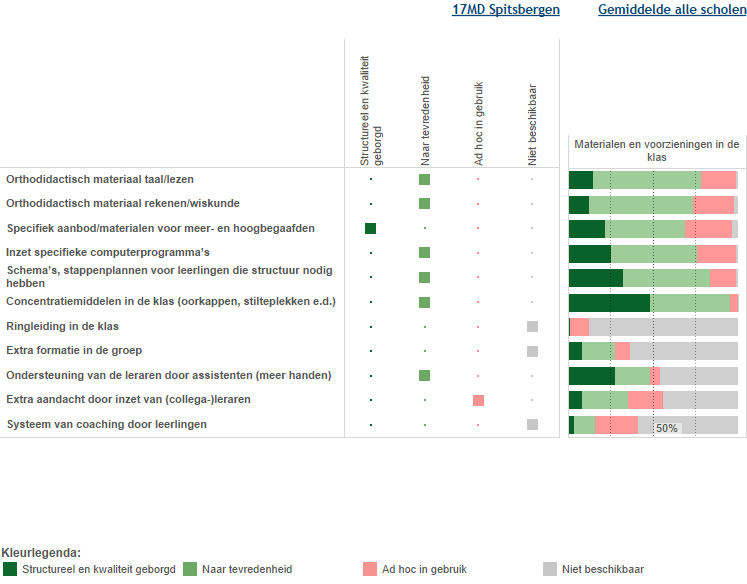 17MD Spitsbergen
Gemiddelde alle scholen
Structureel en kwaliteit
geborgd
Naar tevredenheid
Ad hoc in gebruik
Niet beschikbaar
Materialen en voorzieningen in de
klas
Orthodidactisch materiaal taal/lezen
Orthodidactisch materiaal rekenen/wiskunde
Specifiek aanbod/materialen voor meer- en hoogbegaafden
Inzet specifieke computerprogramma's
Schema's, stappenplannen voor leerlingen die structuur nodig
hebben
Concentratiemiddelen in de klas (oorkappen, stilteplekken e.d.)
Ringleiding in de klas
Extra formatie in de groep
Ondersteuning van de leraren door assistenten (meer handen)
Extra aandacht door inzet van (collega-)leraren
Systeem van coaching door leerlingen
50%
Kleurlegenda:
Structureel en kwaliteit geborgd
Naar tevredenheid
Ad hoc in gebruik
Niet beschikbaar